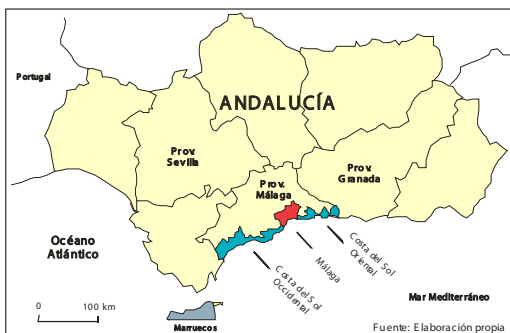 Portugal
ANDALUCÍA
Prov.
Sevilla
Prov.
Granada
Prov.
Málaga
Océano
Atlántico
Costa del Sol
Oriental
Málaga
Costa del Sol
Occidental
Mar Mediterráneo
0 100 km
Marruecos
Fuente: Elaboración propia